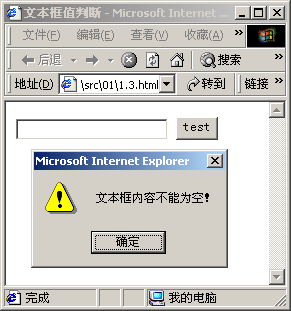 文本框值判断 - Microsoft Internet ...
文件(F) 编辑(E) 查看(V) 收藏(A) »
后退 » 搜索
地址(D) \src\01\1.3.html 转到 链接 »
test
Microsoft Internet Explorer
文本框内容不能为空!
确定
完成 我的电脑